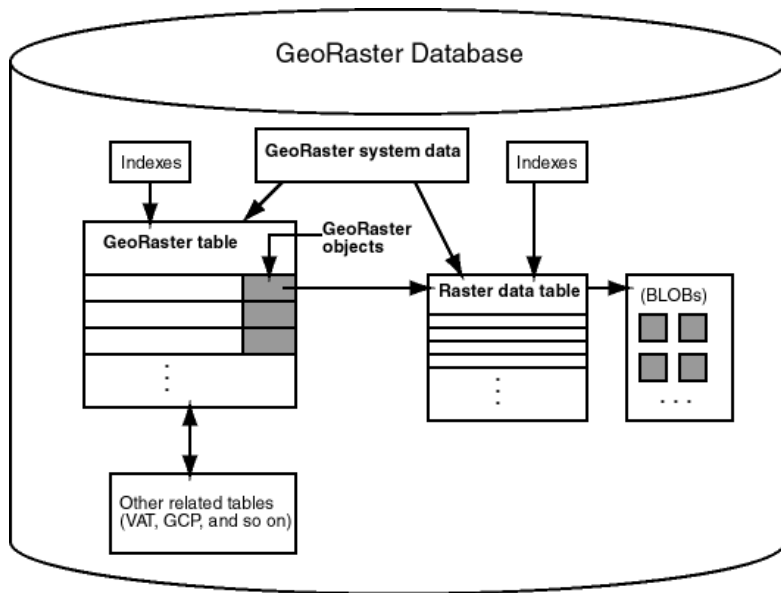 GeoRaster Database
Indexes
GeoRaster system data
Indexes
GeoRaster table
GeoRaster
objects
Raster data table
(BLOBs)
. . .
Other related tables
(VAT, GCP, and so on)